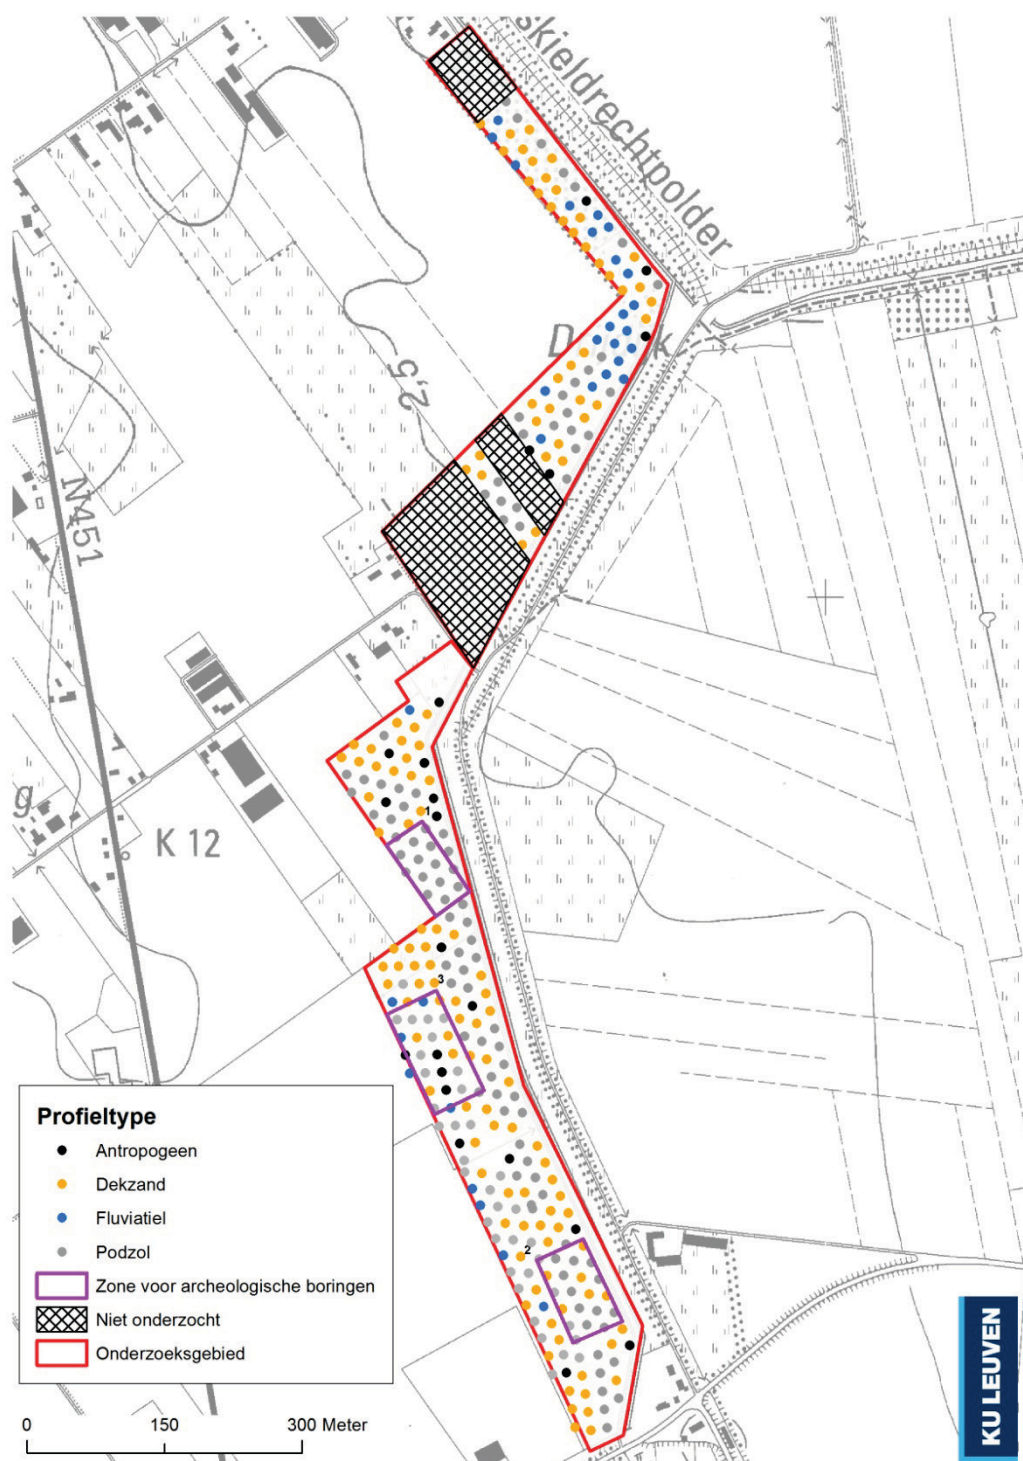 skieldrechtpolder
D
K
2,5
N451
g
K 12
1
3
2
Profieltype
Antropogeen
Dekzand
Fluviatiel
Podzol
Zone voor archeologische boringen
Niet onderzocht
Onderzoeksgebied
0 150 300 Meter
KU LEUVEN